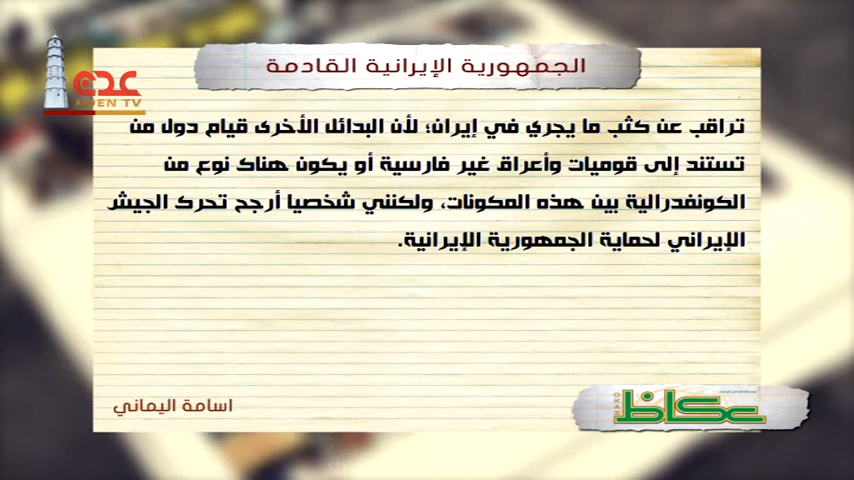 الجمهورية الإيرانية القادمة
عدن
ADEN TV
تراقب عن كثب ما يجري في إيران؛ لأن البدائل الأخرى قيام دول من
تستند إلى قوميات وأعراق غير فارسية أو يكون هناك نوع من
الكونفدرالية بين هذه المكونات، ولكنني شخصيا أرجح تحرك الجيش
الإيراني لحماية الجمهورية الإيرانية.
اسامة اليماني
عكاظ
OKAZ